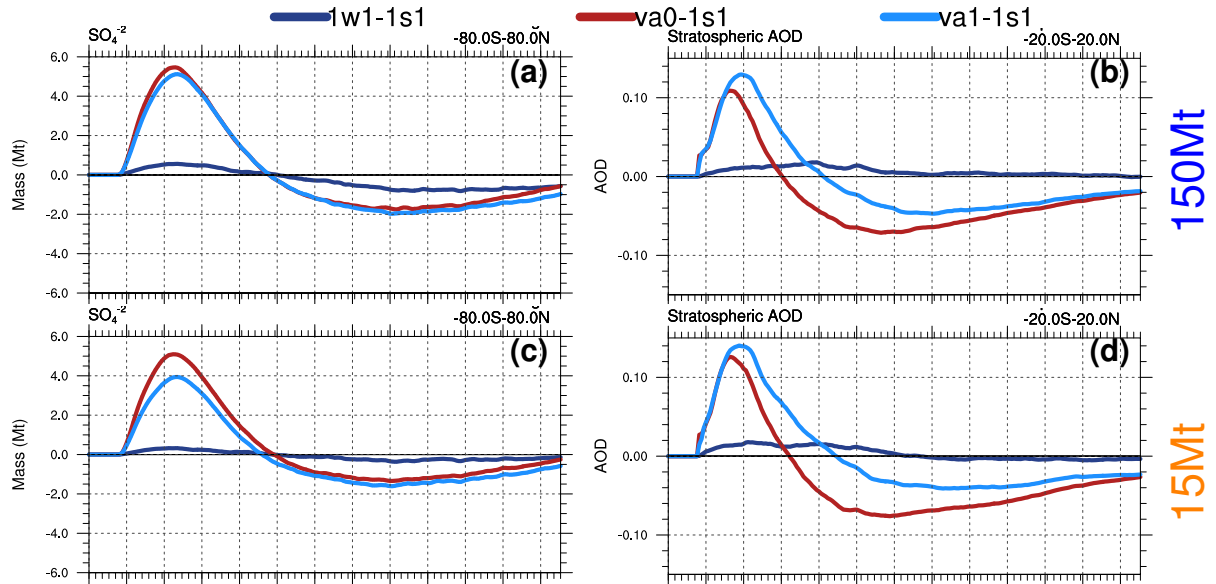 1w1-1s1 va0-1s1 va1-1s1
SO4-2 -80.0S-80.0N
(a)
6.0
4.0
2.0
0.0
-2.0
-4.0
-6.0
Mass (Mt)
Stratospheric AOD -20.0S-20.0N
(b)
0.10
0.00
-0.10
AOD
150Mt
SO4-2 -80.0S-80.0N
(c)
6.0
4.0
2.0
0.0
-2.0
-4.0
-6.0
Mass (Mt)
Stratospheric AOD -20.0S-20.0N
(d)
0.10
0.00
-0.10
AOD
15Mt